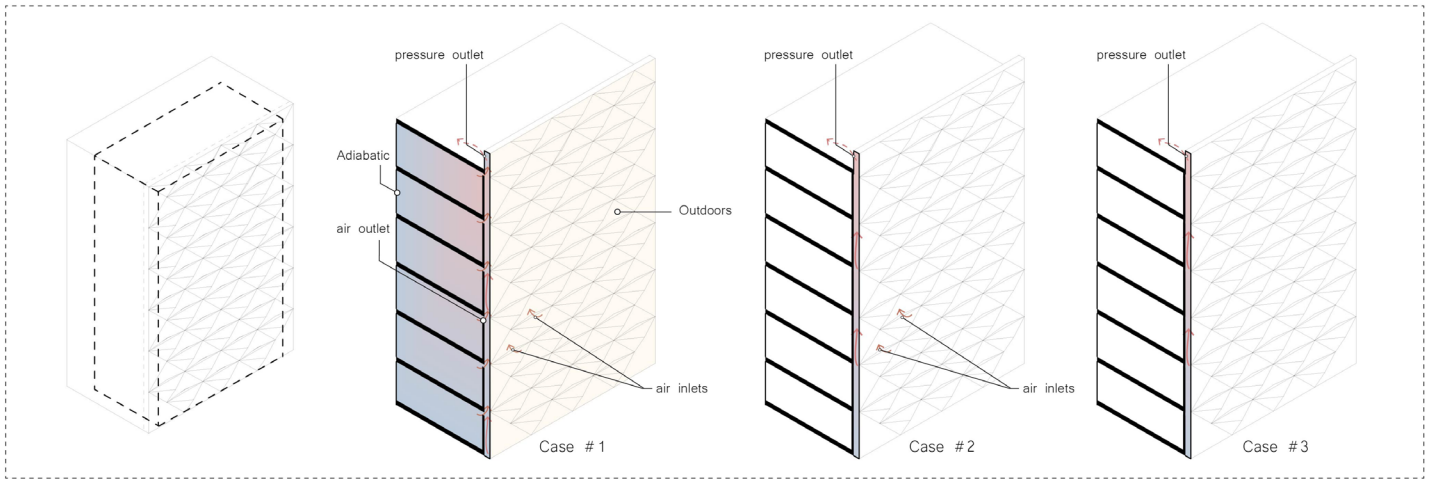 pressure outlet
Adiabatic
air outlet
Outdoors
air inlets
Case #1
pressure outlet
air inlets
Case #2
pressure outlet
Case #3